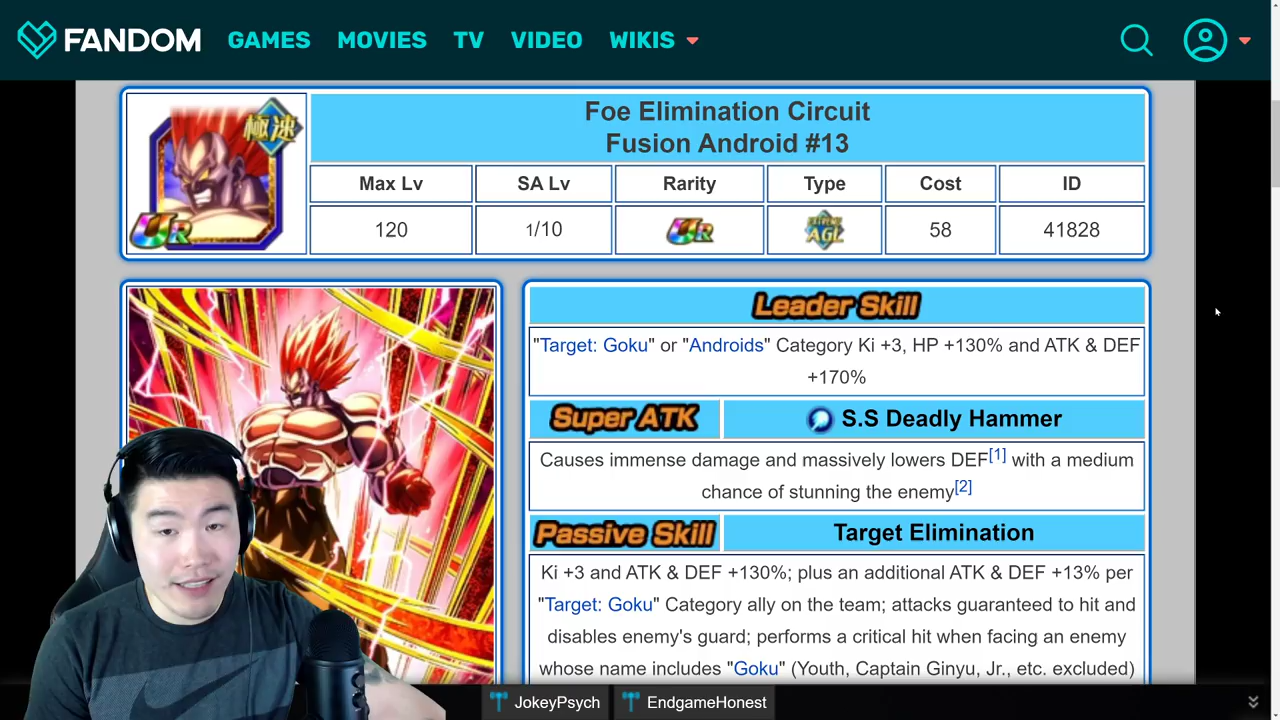 FANDOM GAMES MOVIES TV VIDEO WIKIS
極速
UR
Foe Elimination Circuit
Fusion Android #13
Max Lv SA Lv Rarity Type Cost ID
120 1/10 UR EXTREME AGL 58 41828
Leader Skill
"Target: Goku" or "Androids" Category Ki +3, HP +130% and ATK & DEF
+170%
Super ATK S.S Deadly Hammer
Causes immense damage and massively lowers DEF[1] with a medium
chance of stunning the enemy[2]
Passive Skill Target Elimination
Ki +3 and ATK & DEF +130%; plus an additional ATK & DEF +13% per
"Target: Goku" Category ally on the team; attacks guaranteed to hit and
disables enemy's guard; performs a critical hit when facing an enemy
whose name includes "Goku" (Youth, Captain Ginyu, Jr., etc. excluded)
JokeyPsych EndgameHonest